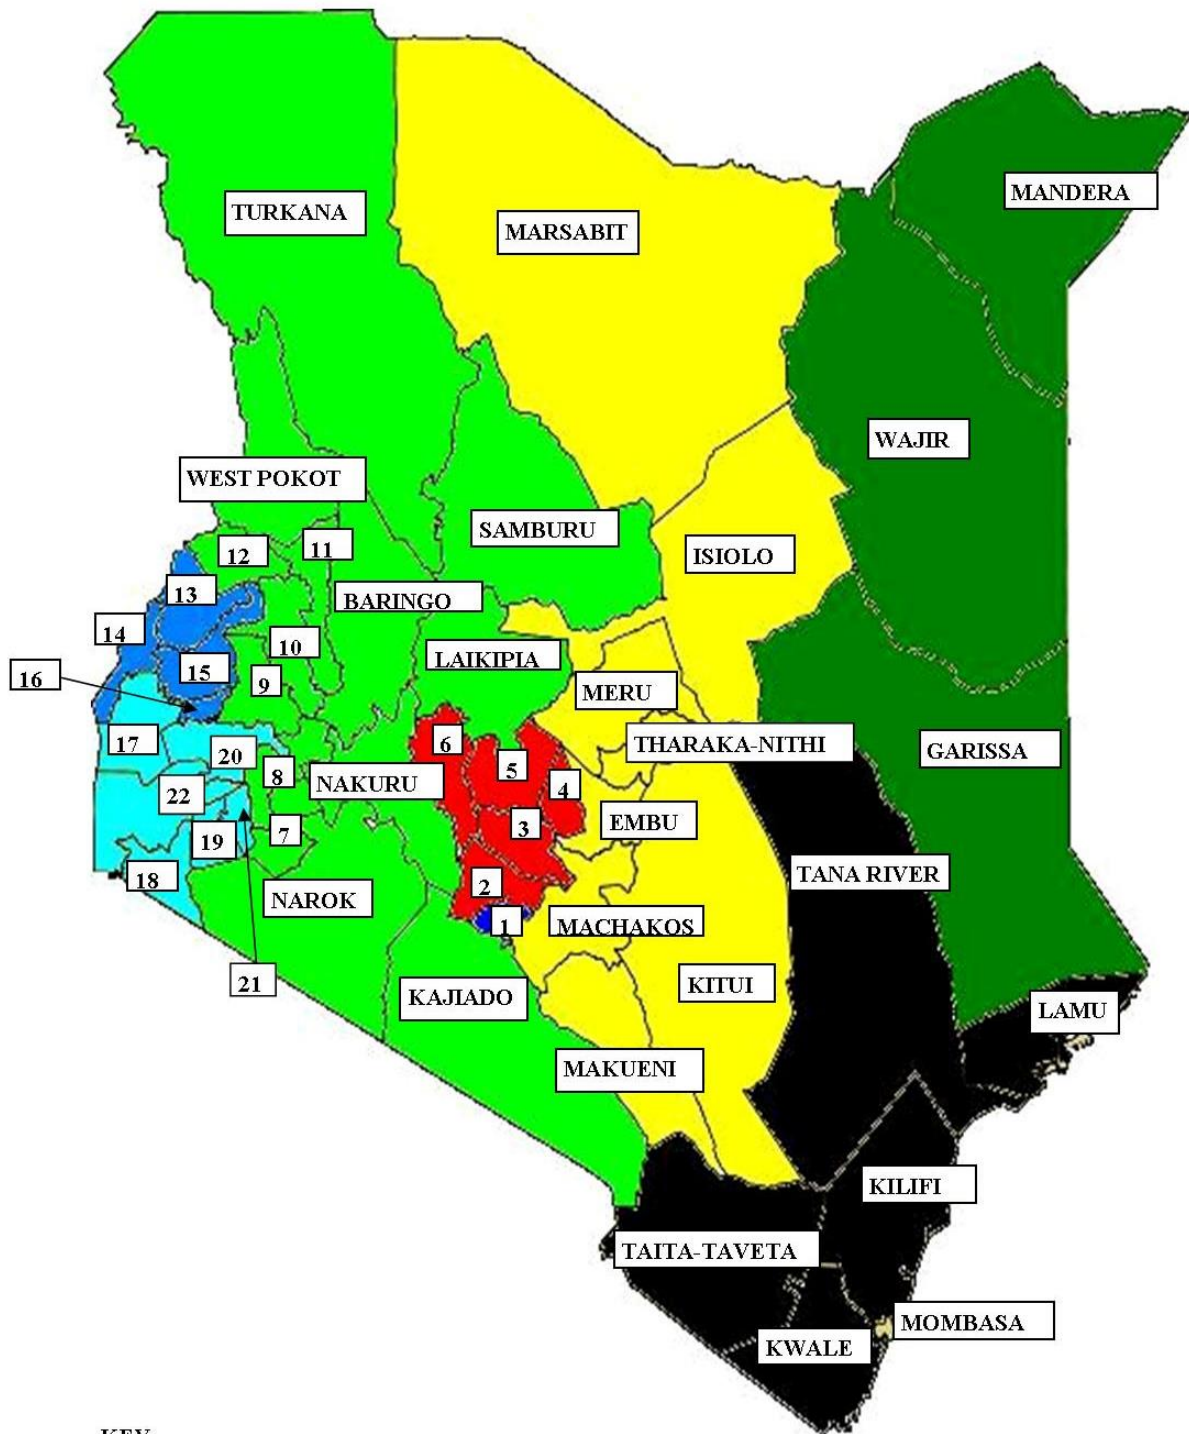 MANDERA
TURKANA
MARSABIT
WAJIR
WEST POKOT
SAMBURU
12
11
ISIOLO
13
BARINGO
14
10
LAIKIPIA
15
16
9
MERU
17
6
THARAKA-NITHI
20
GARISSA
5
8
NAKURU
4
22
3
EMBU
7
19
TANA RIVER
18
2
NAROK
1
MACHAKOS
21
KITUI
KAJIADO
LAMU
MAKUENI
KILIFI
TAITA-TAVETA
MOMBASA
KWALE
KEY